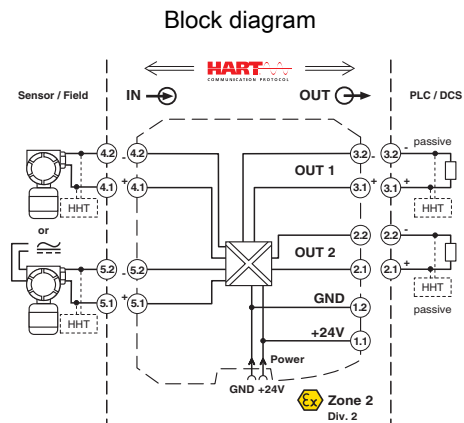 Block diagram
HART
COMMUNICATION PROTOCOL
Sensor / Field
IN
OUT
PLC / DCS
4.2 - 4.2
3.2 - 3.2 -
passive
OUT 1
4.1 + 4.1
3.1 + 3.1 +
HHT
HHT
or
2.2
2.2 -
OUT 2
5.2 - 5.2
2.1
2.1 +
HHT
GND
1.2
5.1 + 5.1
passive
HHT
+24V
1.1
Power
GND +24V
Ex
Zone 2
Div. 2